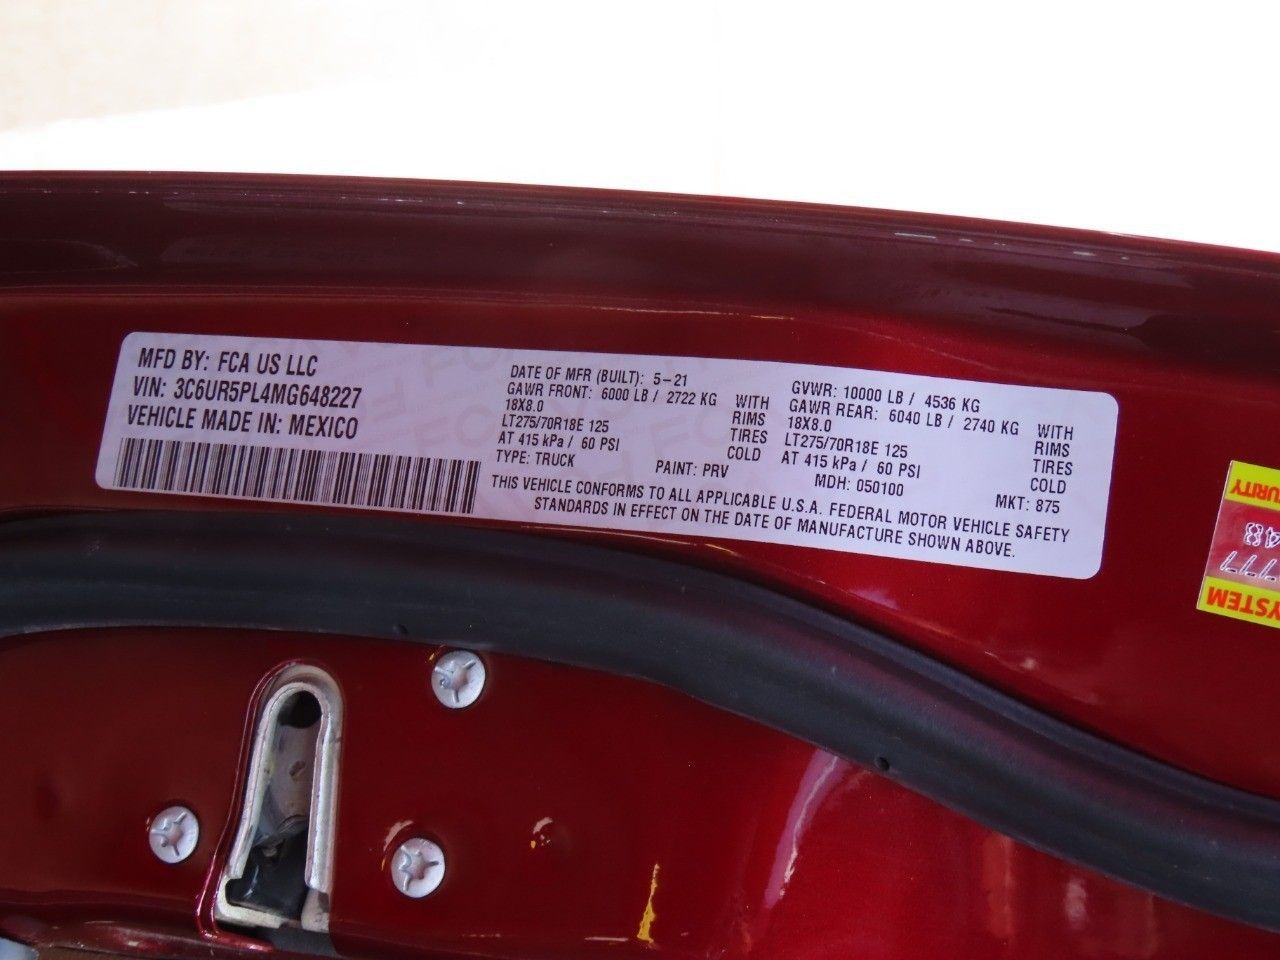 MFD BY: FCA US LLC
VIN: 3C6UR5PL4MG648227
VEHICLE MADE IN: MEXICO
DATE OF MFR (BUILT): 5-21
GAWR FRONT: 6000 LB / 2722 KG WITH
18X8.0 RIMS
LT275/70R18E 125 TIRES
AT 415 kPa / 60 PSI COLD
TYPE: TRUCK PAINT: PRV
GVWR: 10000 LB / 4536 KG
GAWR REAR: 6040 LB / 2740 KG WITH
18X8.0 RIMS
LT275/70R18E 125 TIRES
AT 415 kPa / 60 PSI COLD
MDH: 050100 MKT: 875
THIS VEHICLE CONFORMS TO ALL APPLICABLE U.S.A. FEDERAL MOTOR VEHICLE SAFETY
STANDARDS IN EFFECT ON THE DATE OF MANUFACTURE SHOWN ABOVE.